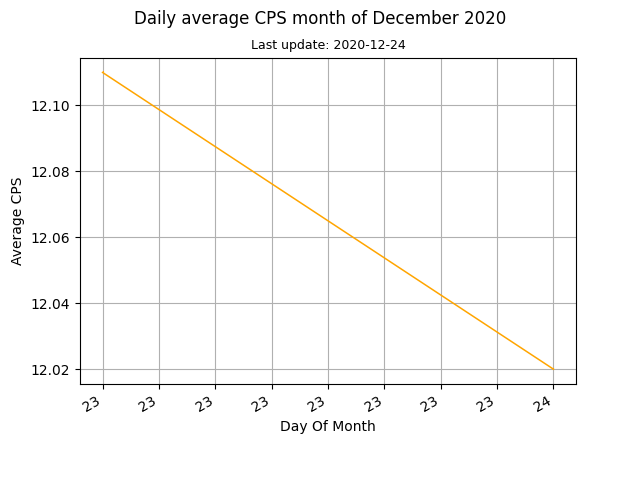 Daily average CPS month of December 2020
Last update: 2020-12-24
12.10
12.08
12.06
12.04
12.02
Average CPS
23 23 23 23 23 23 23 23 24
Day Of Month